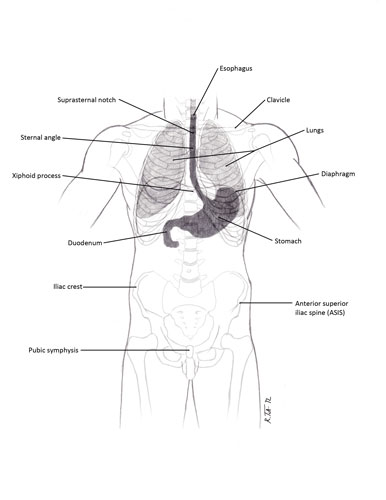 Esophagus
Suprasternal notch
Clavicle
Sternal angle
Lungs
Xiphoid process
Diaphragm
Duodenum
Stomach
Iliac crest
Anterior superior
iliac spine (ASIS)
Pubic symphysis